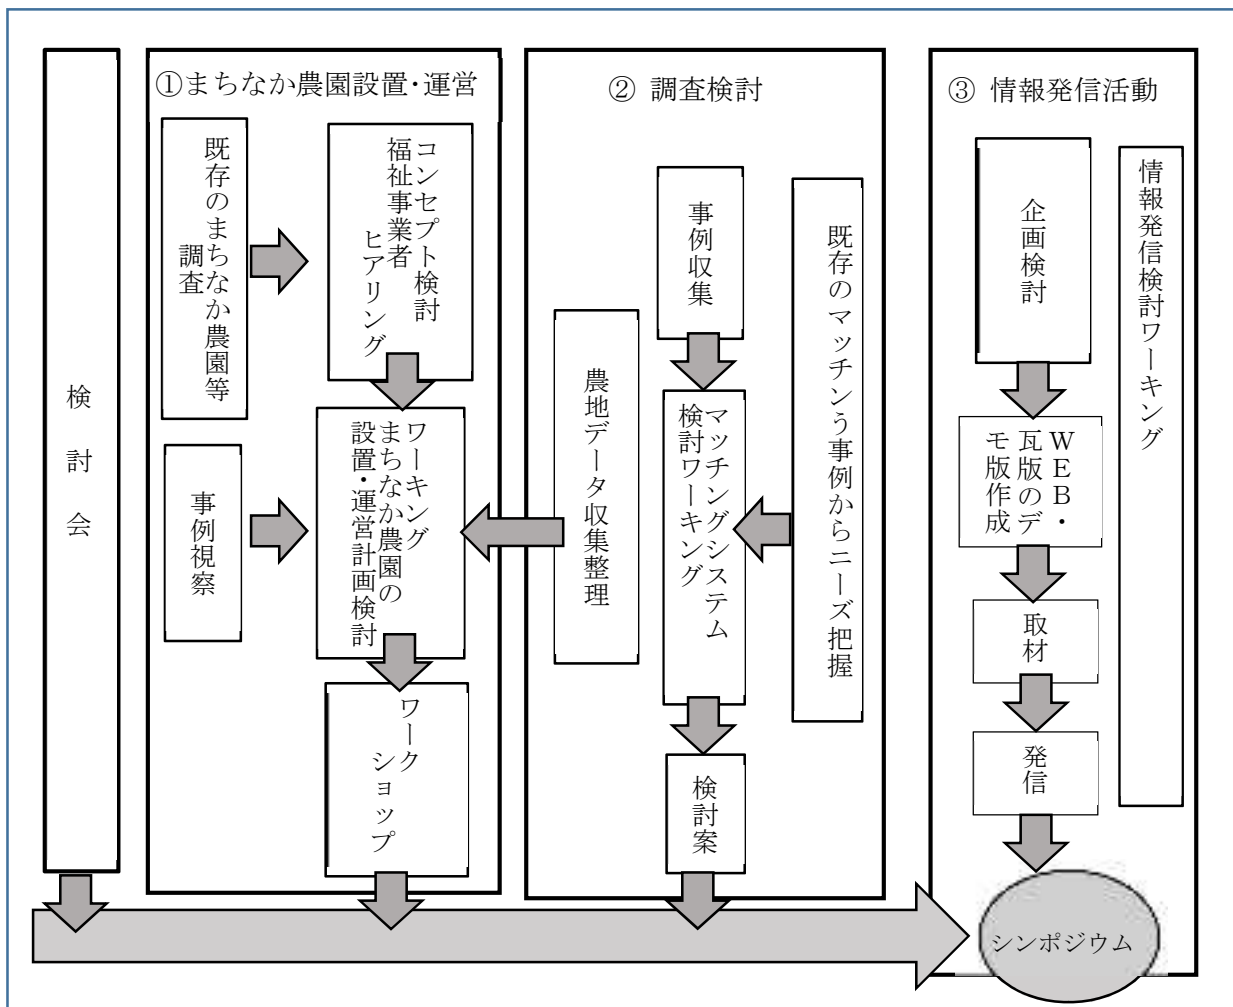 検討会
①まちなか農園設置・運営
既存のまちなか農園等
調査
コンセプト検討
福祉事業者
ヒアリング
事例視察
ワーキング
まちなか農園の
設置・運営計画検討
ワーク
ショップ
② 調査検討
事例収集
既存のマッチンう事例からニーズ把握
農地データ収集整理
マッチングシステム
検討ワーキング
検討案
③ 情報発信活動
企画検討
情報発信検討ワーキング
WEB・
瓦版のデ
モ版作成
取材
発信
シンポジウム